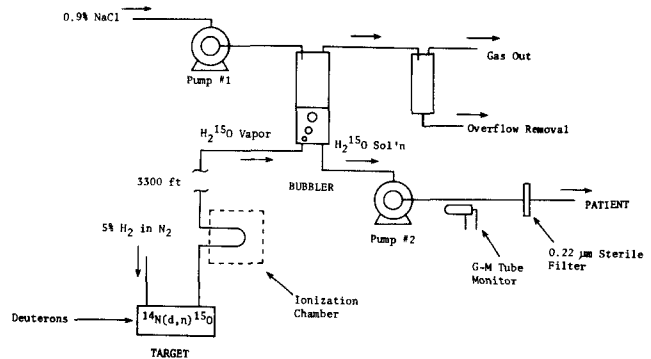 0.9% NaCl
Pump #1
Gas Out
Overflow Removal
H₂¹⁵O Vapor
H₂¹⁵O Sol'n
3300 ft
BUBBLER
PATIENT
Pump #2
5% H₂ in N₂
G-M Tube
Monitor
0.22 μm Sterile
Filter
Ionization
Chamber
Deuterons
¹⁴N(d,n)¹⁵O
TARGET